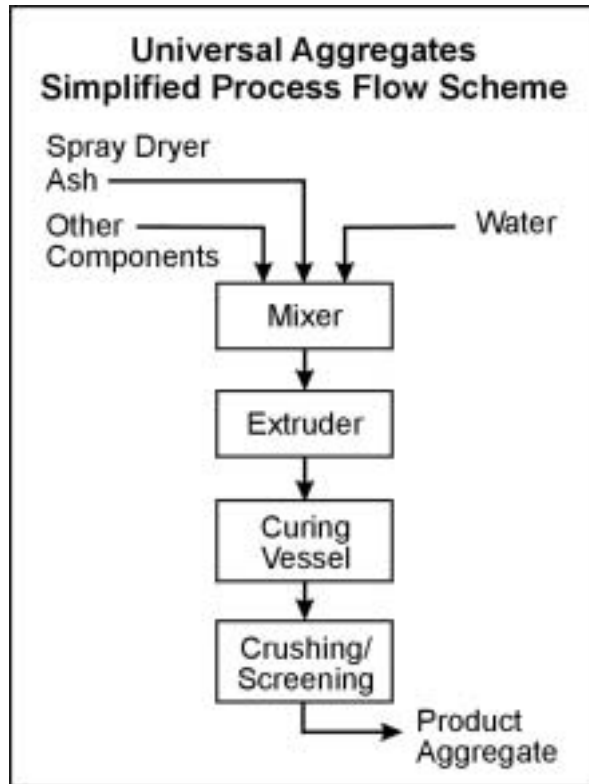 Universal Aggregates
Simplified Process Flow Scheme
Spray Dryer
Ash
Other
Components
Water
Mixer
Extruder
Curing
Vessel
Crushing/
Screening
Product
Aggregate